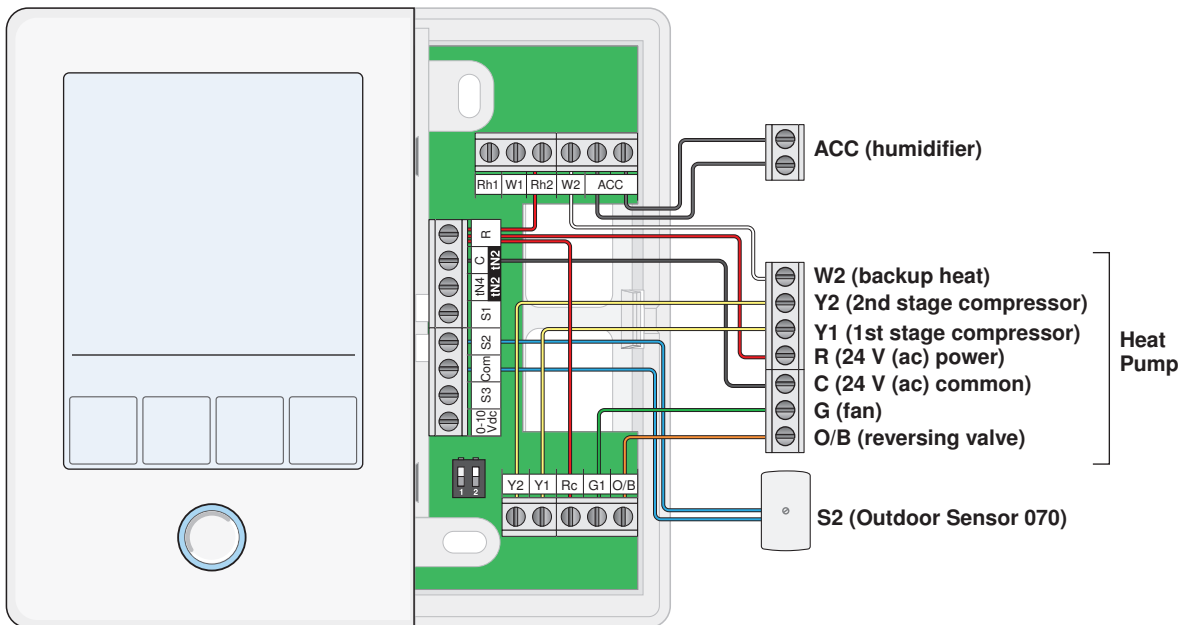 Rh1 W1 Rh2 W2 ACC
R
C tN2
tN4 tN2
S1
S2
Com
S3
0-10
Vdc
1 2
Y2 Y1 Rc G1 O/B
ACC (humidifier)
W2 (backup heat)
Y2 (2nd stage compressor)
Y1 (1st stage compressor)
R (24 V (ac) power)
C (24 V (ac) common)
G (fan)
O/B (reversing valve)
Heat
Pump
S2 (Outdoor Sensor 070)